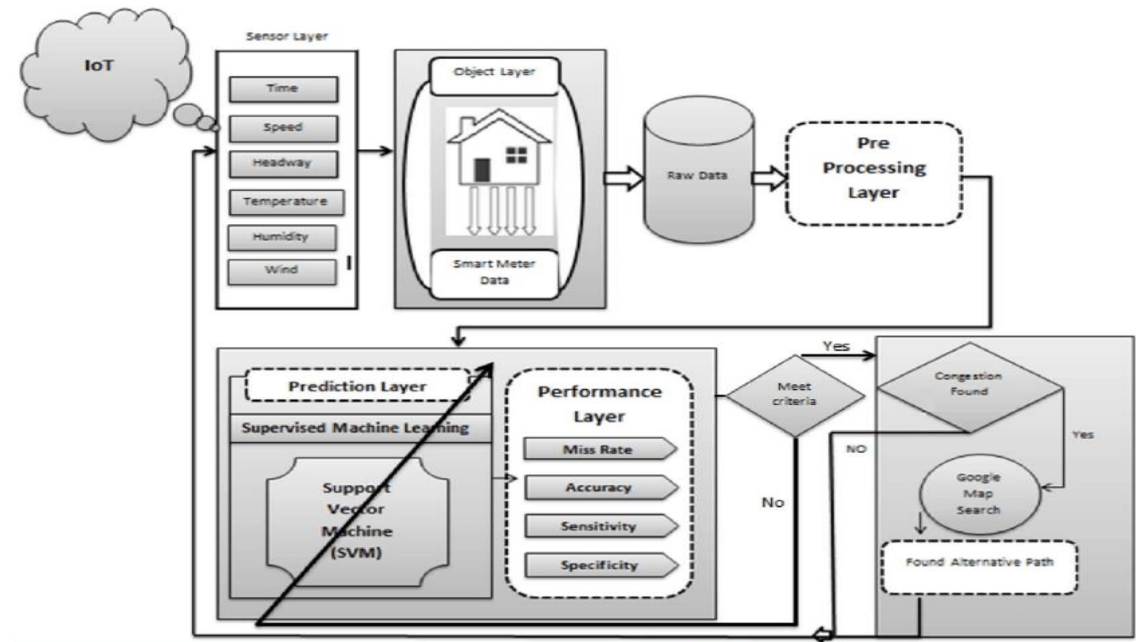 Sensor Layer
IoT
Time
Speed
Headway
Temperature
Humidity
Wind
Object Layer
Smart Meter
Data
Raw Data
Pre
Processing
Layer
Prediction Layer
Supervised Machine Learning
Support
Vector
Machine
(SVM)
Performance
Layer
Miss Rate
Accuracy
Sensitivity
Specificity
Meet
criteria
Yes
No
Congestion
Found
NO
Yes
Google
Map
Search
Found Alternative Path